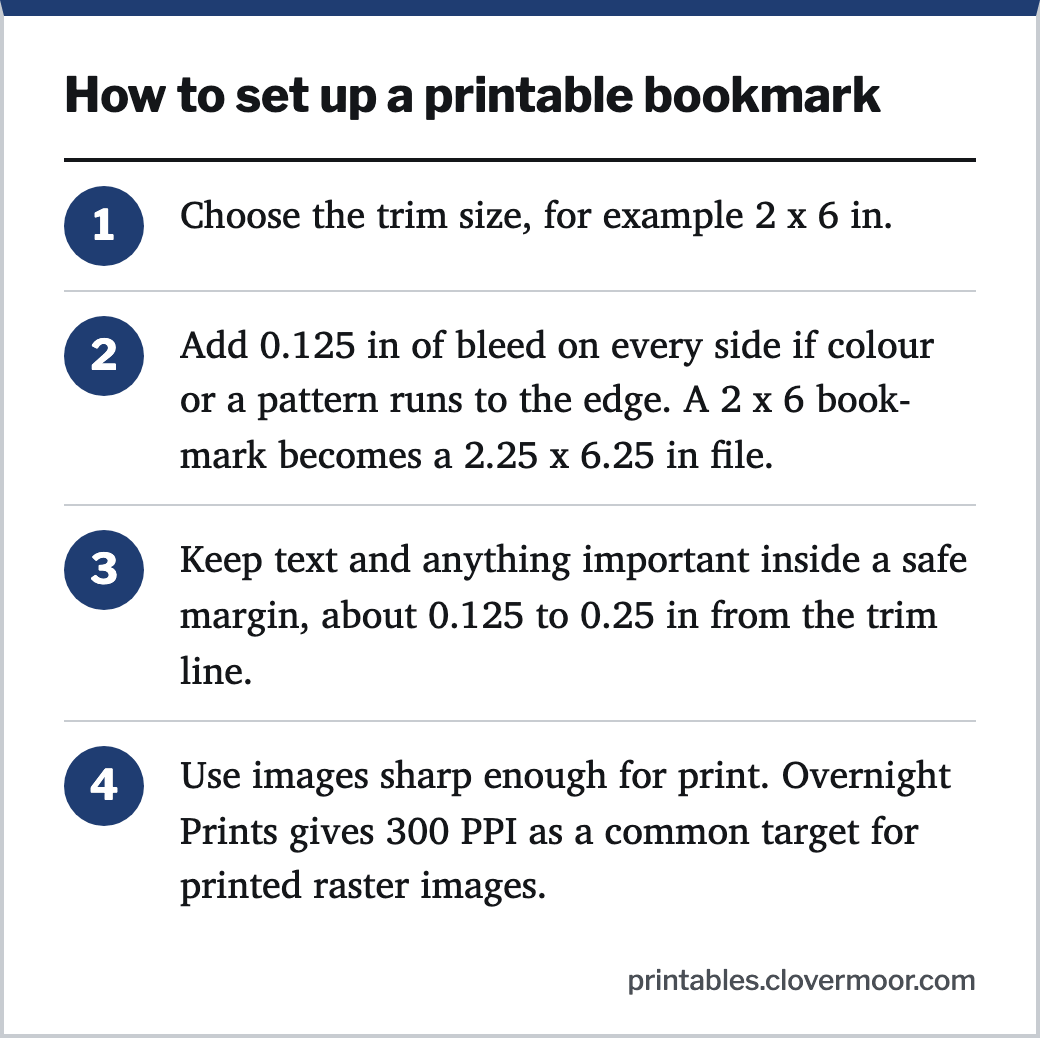 How to set up a printable bookmark
1
Choose the trim size, for example 2 x 6 in.
2
Add 0.125 in of bleed on every side if colour
or a pattern runs to the edge. A 2 x 6 book-
mark becomes a 2.25 x 6.25 in file.
3
Keep text and anything important inside a safe
margin, about 0.125 to 0.25 in from the trim
line.
4
Use images sharp enough for print. Overnight
Prints gives 300 PPI as a common target for
printed raster images.
printables.clovermoor.com